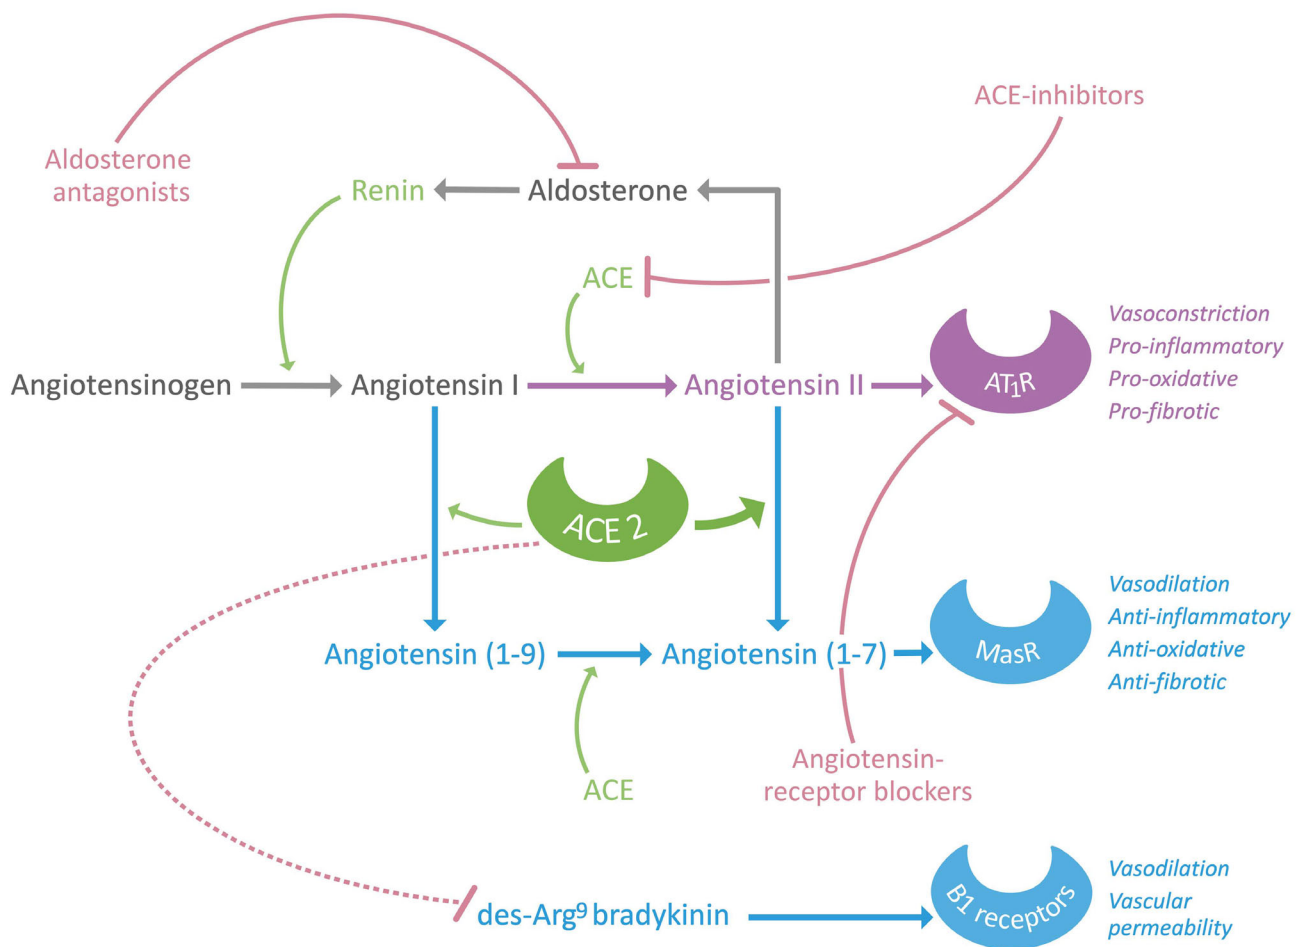 ACE-inhibitors
Aldosterone
antagonists
Renin
Aldosterone
ACE
Vasoconstriction
Pro-inflammatory
Pro-oxidative
Pro-fibrotic
Angiotensinogen
Angiotensin I
Angiotensin II
AT₁R
ACE 2
Vasodilation
Anti-inflammatory
Anti-oxidative
Anti-fibrotic
Angiotensin (1-9)
Angiotensin (1-7)
MasR
ACE
Angiotensin-
receptor blockers
des-Arg⁹ bradykinin
B1 receptors
Vasodilation
Vascular
permeability